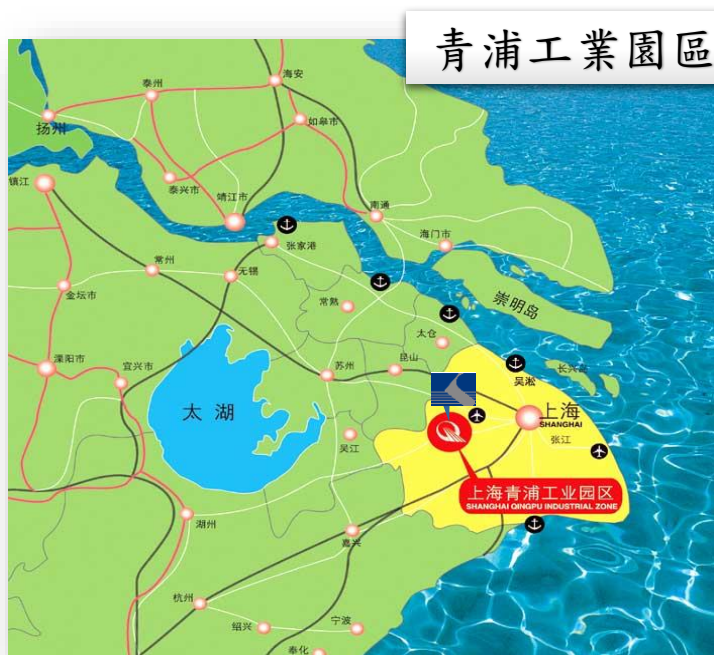 青浦工業園區
海安
泰州
扬州
如皋市
镇江
泰兴市
靖江市
南通
海门市
张家港
常州
无锡
金坛市
常熟
崇明岛
太仓
溧阳市
宜兴市
苏州
昆山
吴淞
长兴岛
太湖
上海
SHANGHAI
张江
吴江
上海青浦工业园区
SHANGHAI QINGPU INDUSTRIAL ZONE
湖州
嘉兴
杭州
绍兴
宁波
奉化